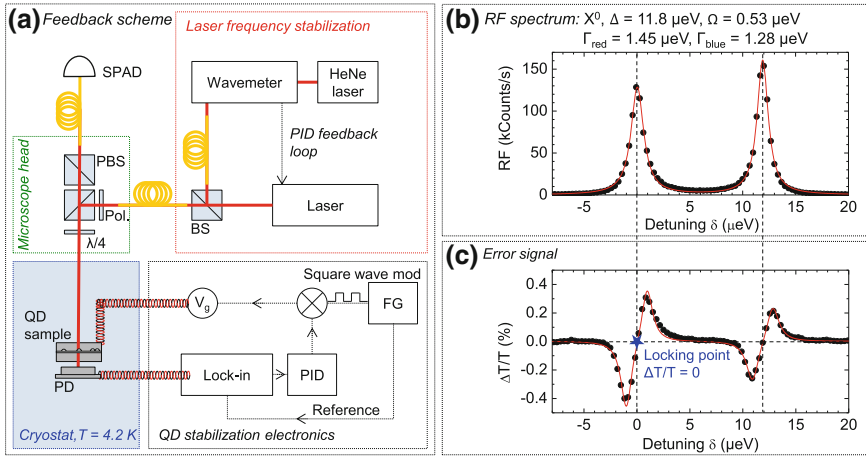 (a) Feedback scheme
Laser frequency stabilization
SPAD
Wavemeter
HeNe
laser
PID feedback
loop
Microscope head
PBS
Pol.
λ/4
BS
Laser
Square wave mod
QD
sample
V_g
FG
PD
Lock-in
PID
Reference
Cryostat, T = 4.2 K
QD stabilization electronics
(b) RF spectrum: X⁰, Δ = 11.8 μeV, Ω = 0.53 μeV
Γ_red = 1.45 μeV, Γ_blue = 1.28 μeV
RF (kCounts/s)
150
100
50
0
-5 0 5 10 15 20
Detuning δ (μeV)
(c) Error signal
ΔT/T (%)
0.4
0.2
0.0
-0.2
-0.4
Locking point
ΔT/T = 0
-5 0 5 10 15 20
Detuning δ (μeV)